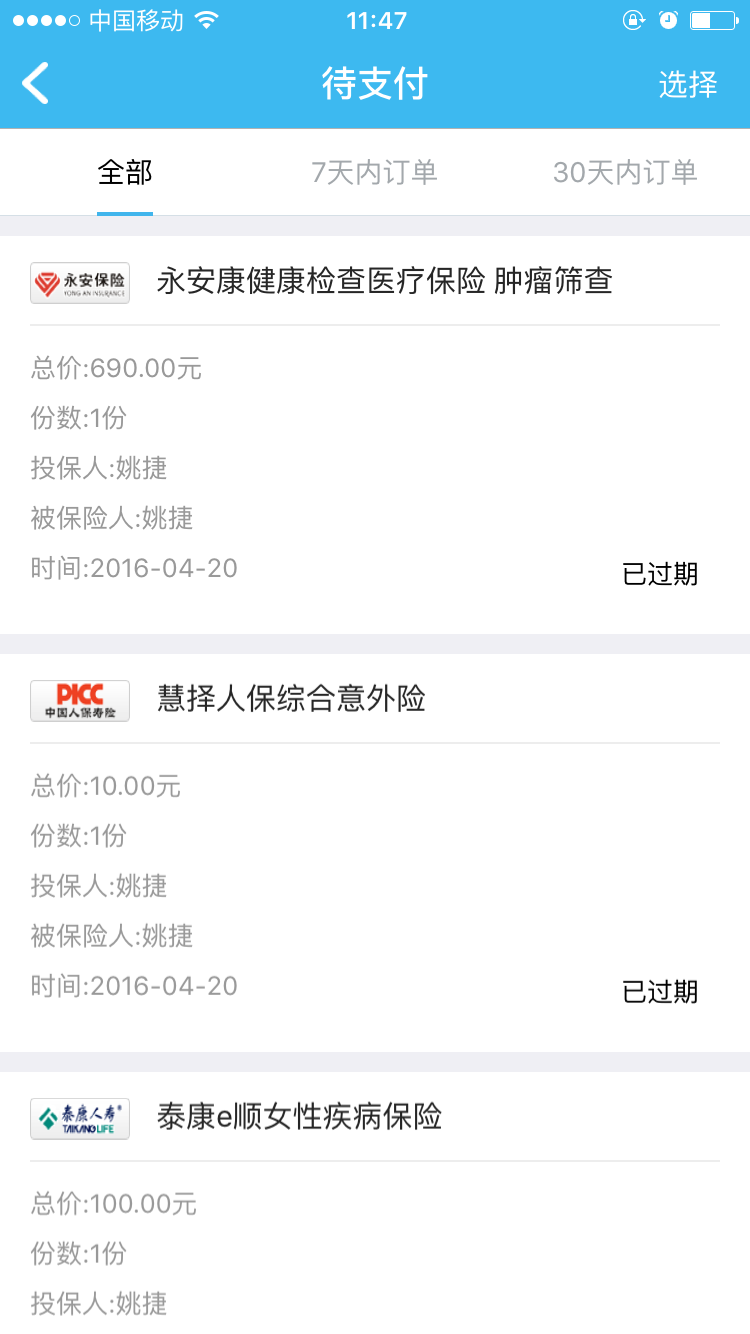 中国移动 11:47
待支付 选择
全部 7天内订单 30天内订单
永安保险 YONG AN INSURANCE 永安康健康检查医疗保险 肿瘤筛查
总价:690.00元
份数:1份
投保人:姚捷
被保险人:姚捷
时间:2016-04-20 已过期
PICC 中国人保寿险 慧择人保综合意外险
总价:10.00元
份数:1份
投保人:姚捷
被保险人:姚捷
时间:2016-04-20 已过期
泰康人寿® TAIKANG LIFE 泰康e顺女性疾病保险
总价:100.00元
份数:1份
投保人:姚捷